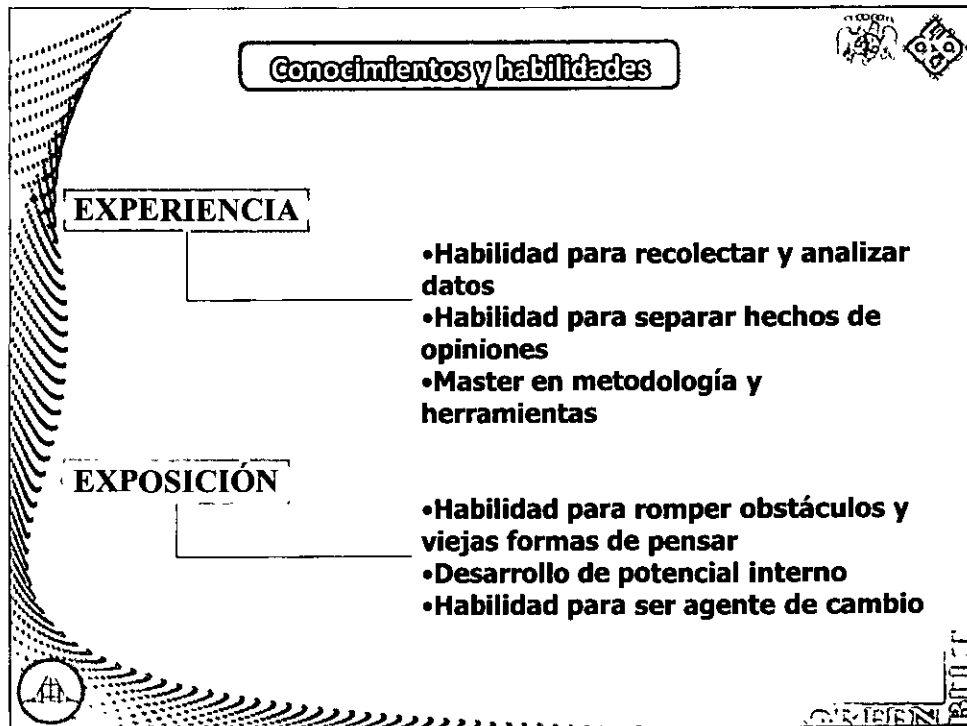 Conocimientos y habilidades
EXPERIENCIA
•Habilidad para recolectar y analizar
datos
•Habilidad para separar hechos de
opiniones
•Master en metodología y
herramientas
EXPOSICIÓN
•Habilidad para romper obstáculos y
viejas formas de pensar
•Desarrollo de potencial interno
•Habilidad para ser agente de cambio